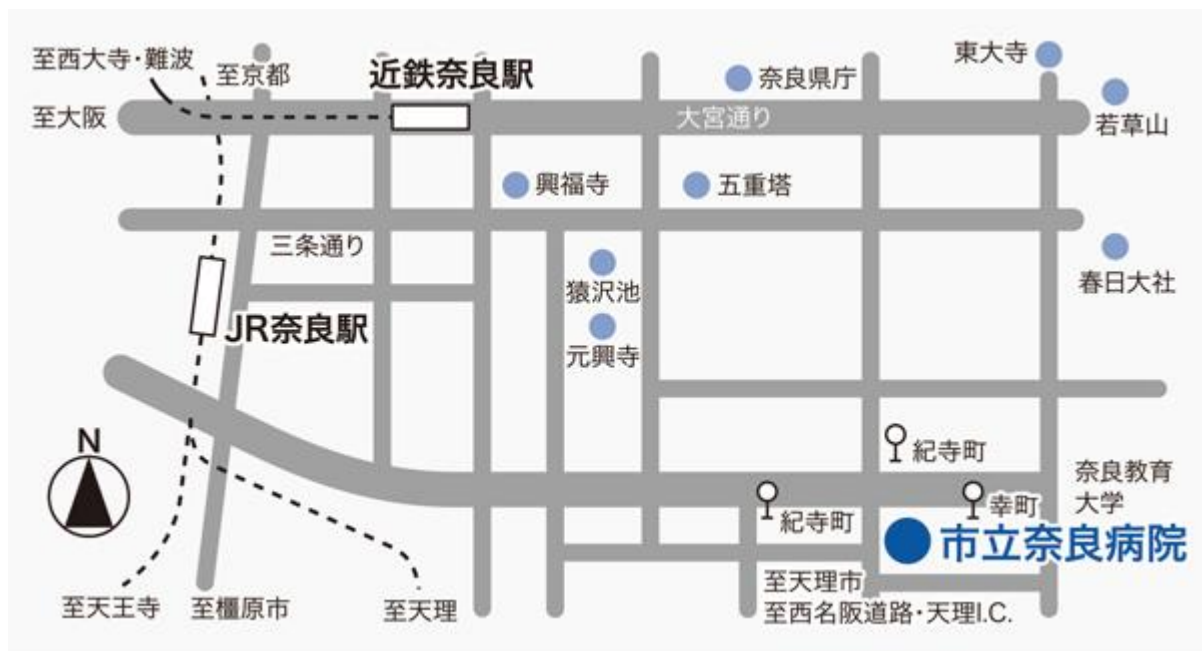 至西大寺・難波
至京都
近鉄奈良駅
奈良県庁
東大寺
至大阪
大宮通り
若草山
興福寺
五重塔
三条通り
猿沢池
春日大社
JR奈良駅
元興寺
N
紀寺町
奈良教育
大学
紀寺町
幸町
市立奈良病院
至天王寺
至橿原市
至天理
至天理市
至西名阪道路・天理I.C.